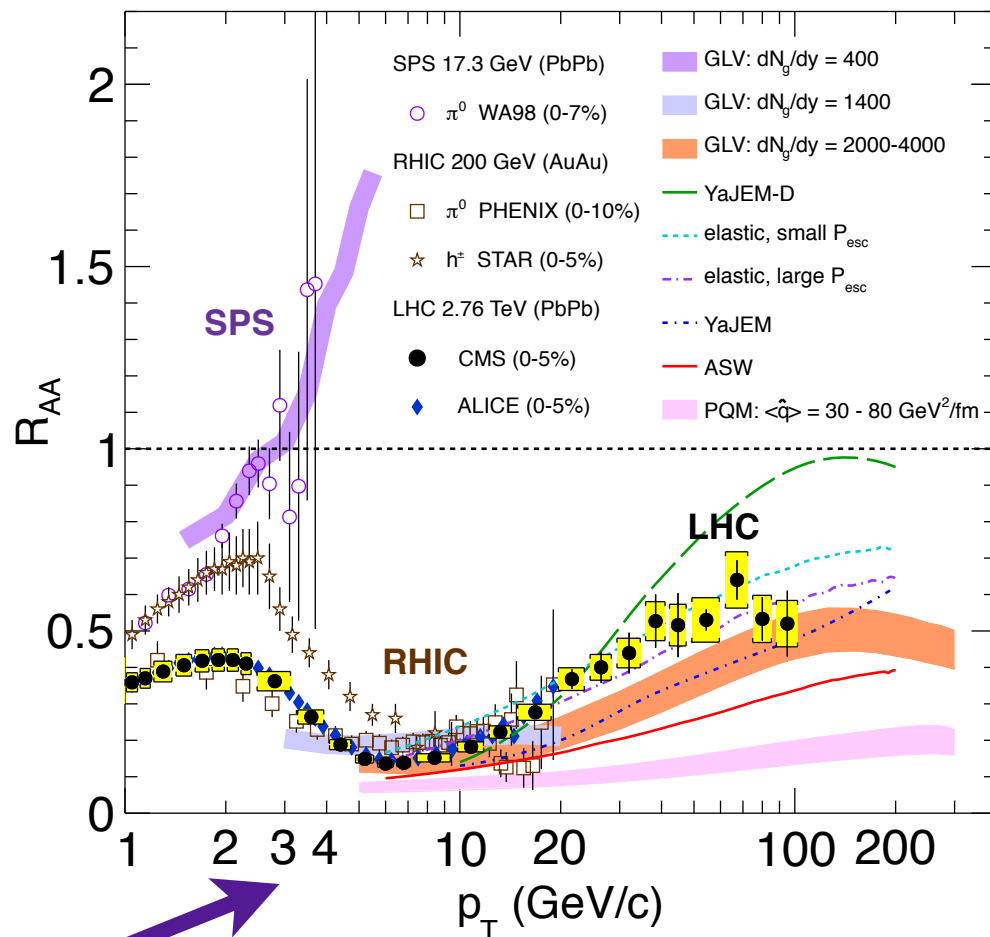 SPS 17.3 GeV (PbPb)
π⁰ WA98 (0-7%)
RHIC 200 GeV (AuAu)
π⁰ PHENIX (0-10%)
h± STAR (0-5%)
LHC 2.76 TeV (PbPb)
CMS (0-5%)
ALICE (0-5%)
GLV: dN_g/dy = 400
GLV: dN_g/dy = 1400
GLV: dN_g/dy = 2000-4000
YaJEM-D
elastic, small P_esc
elastic, large P_esc
YaJEM
ASW
PQM: <q̂> = 30 - 80 GeV²/fm
SPS
RHIC
LHC
R_AA
2
1.5
1
0.5
0
1 2 3 4 10 20 100 200
p_T (GeV/c)